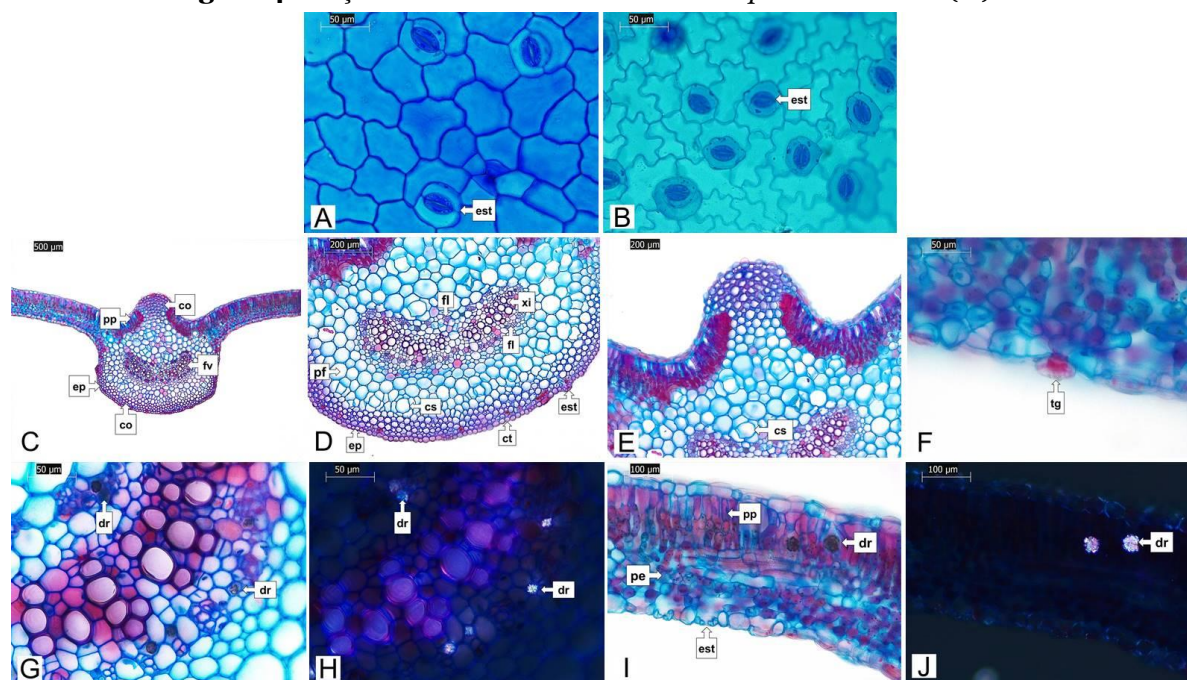 50 µm
A
est
50 µm
B
est
500 µm
co
pp
fv
ep
co
C
200 µm
fl
xi
fl
pf
cs
est
ct
ep
D
200 µm
cs
E
50 µm
tg
F
50 µm
dr
dr
G
50 µm
dr
dr
H
100 µm
pp
dr
pe
est
I
100 µm
dr
J